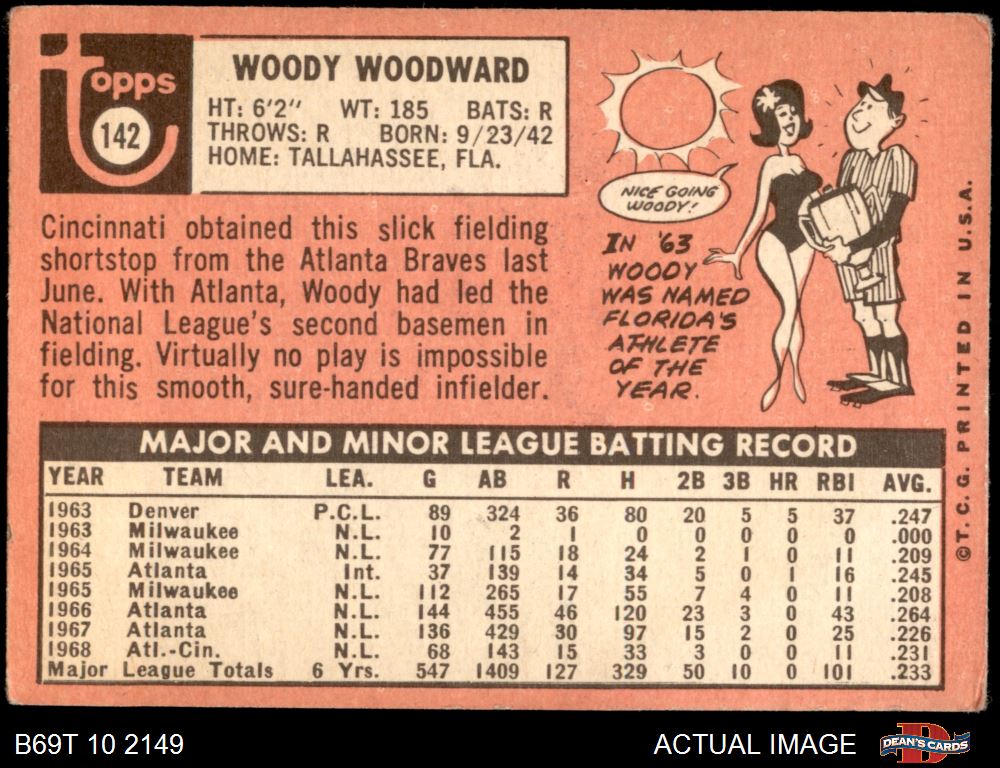 topps
142
WOODY WOODWARD
HT: 6'2" WT: 185 BATS: R
THROWS: R BORN: 9/23/42
HOME: TALLAHASSEE, FLA.
Cincinnati obtained this slick fielding
shortstop from the Atlanta Braves last
June. With Atlanta, Woody had led the
National League's second basemen in
fielding. Virtually no play is impossible
for this smooth, sure-handed infielder.
NICE GOING
WOODY!
IN '63
WOODY
WAS NAMED
FLORIDA'S
ATHLETE
OF THE
YEAR.
MAJOR AND MINOR LEAGUE BATTING RECORD
YEAR TEAM LEA. G AB R H 2B 3B HR RBI AVG.
1963 Denver P.C.L. 89 324 36 80 20 5 5 37 .247
1963 Milwaukee N.L. 10 2 1 0 0 0 0 0 .000
1964 Milwaukee N.L. 77 115 18 24 2 1 0 11 .209
1965 Atlanta Int. 37 139 14 34 5 0 1 16 .245
1965 Milwaukee N.L. 112 265 17 55 7 4 0 11 .208
1966 Atlanta N.L. 144 455 46 120 23 3 0 43 .264
1967 Atlanta N.L. 136 429 30 97 15 2 0 25 .226
1968 Atl.-Cin. N.L. 68 143 15 33 3 0 0 11 .231
Major League Totals 6 Yrs. 547 1409 127 329 50 10 0 101 .233
©T.C.G. PRINTED IN U.S.A.
B69T 10 2149
ACTUAL IMAGE
DEAN'S CARDS